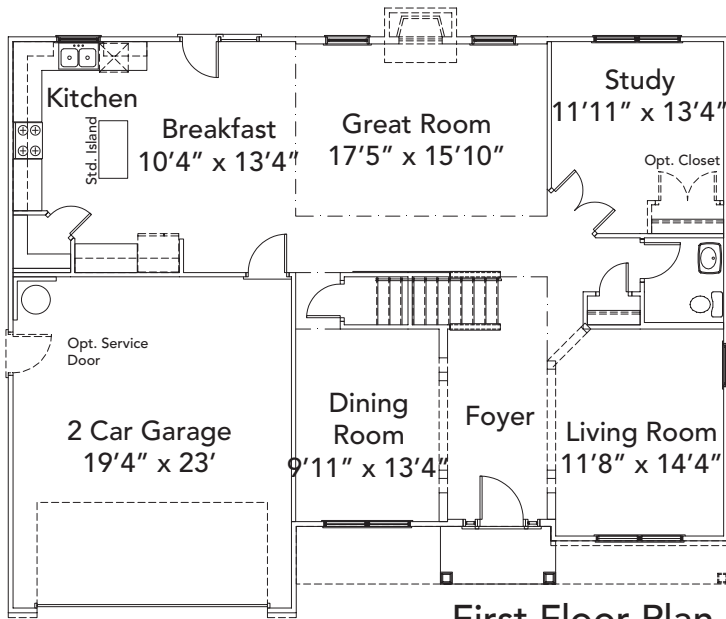 Kitchen
Std. Island
Breakfast
10'4" x 13'4"
Great Room
17'5" x 15'10"
Study
11'11" x 13'4"
Opt. Closet
Opt. Service
Door
2 Car Garage
19'4" x 23'
Dining
Room
9'11" x 13'4"
Foyer
Living Room
11'8" x 14'4"
First Floor Plan